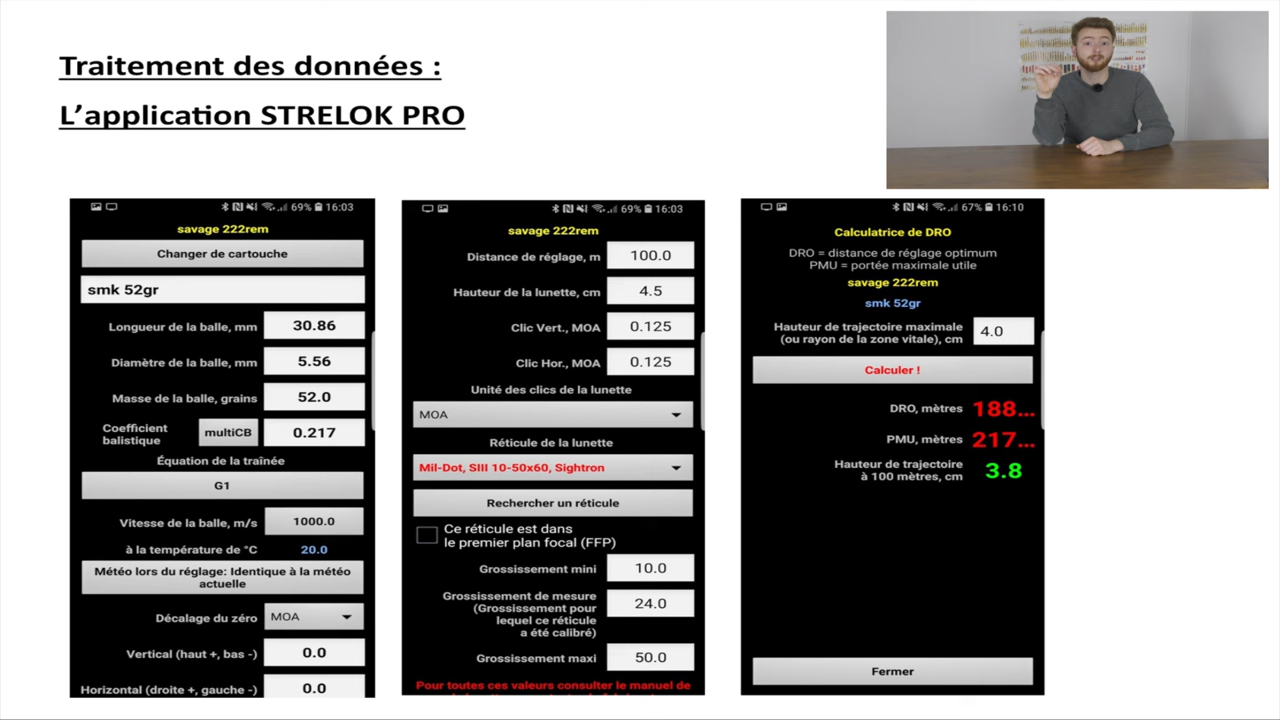 Traitement des données :
L’application STRELOK PRO
69% 16:03
savage 222rem
Changer de cartouche
smk 52gr
Longueur de la balle, mm 30.86
Diamètre de la balle, mm 5.56
Masse de la balle, grains 52.0
Coefficient
balistique multiCB 0.217
Équation de la traînée
G1
Vitesse de la balle, m/s 1000.0
à la température de °C 20.0
Météo lors du réglage: Identique à la météo
actuelle
Décalage du zéro MOA
Vertical (haut +, bas -) 0.0
Horizontal (droite +, gauche -) 0.0
69% 16:03
savage 222rem
Distance de réglage, m 100.0
Hauteur de la lunette, cm 4.5
Clic Vert., MOA 0.125
Clic Hor., MOA 0.125
Unité des clics de la lunette
MOA
Réticule de la lunette
Mil-Dot, SIII 10-50x60, Sightron
Rechercher un réticule
Ce réticule est dans
le premier plan focal (FFP)
Grossissement mini 10.0
Grossissement de mesure
(Grossissement pour
lequel ce réticule
a été calibré) 24.0
Grossissement maxi 50.0
Pour toutes ces valeurs consulter le manuel de
67% 16:10
Calculatrice de DRO
DRO = distance de réglage optimum
PMU = portée maximale utile
savage 222rem
smk 52gr
Hauteur de trajectoire maximale
(ou rayon de la zone vitale), cm 4.0
Calculer !
DRO, mètres 188...
PMU, mètres 217...
Hauteur de trajectoire
à 100 mètres, cm 3.8
Fermer